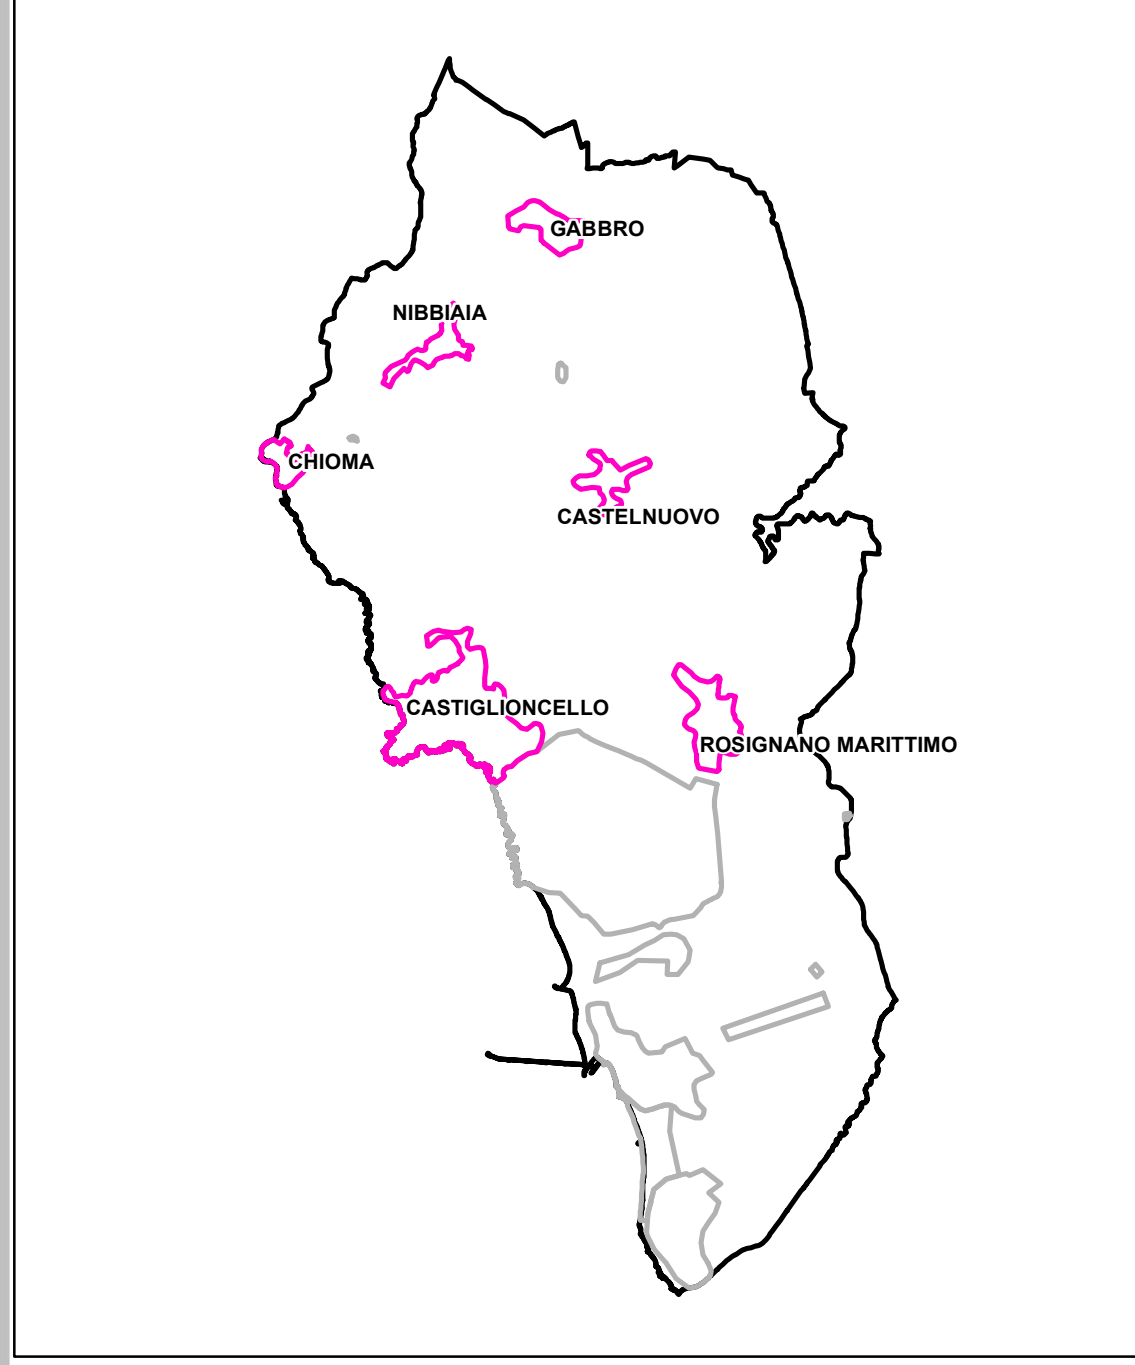 GABBRO
NIBBIAIA
CHIOMA
CASTELNUOVO
CASTIGLIONCELLO
ROSIGNANO MARITTIMO